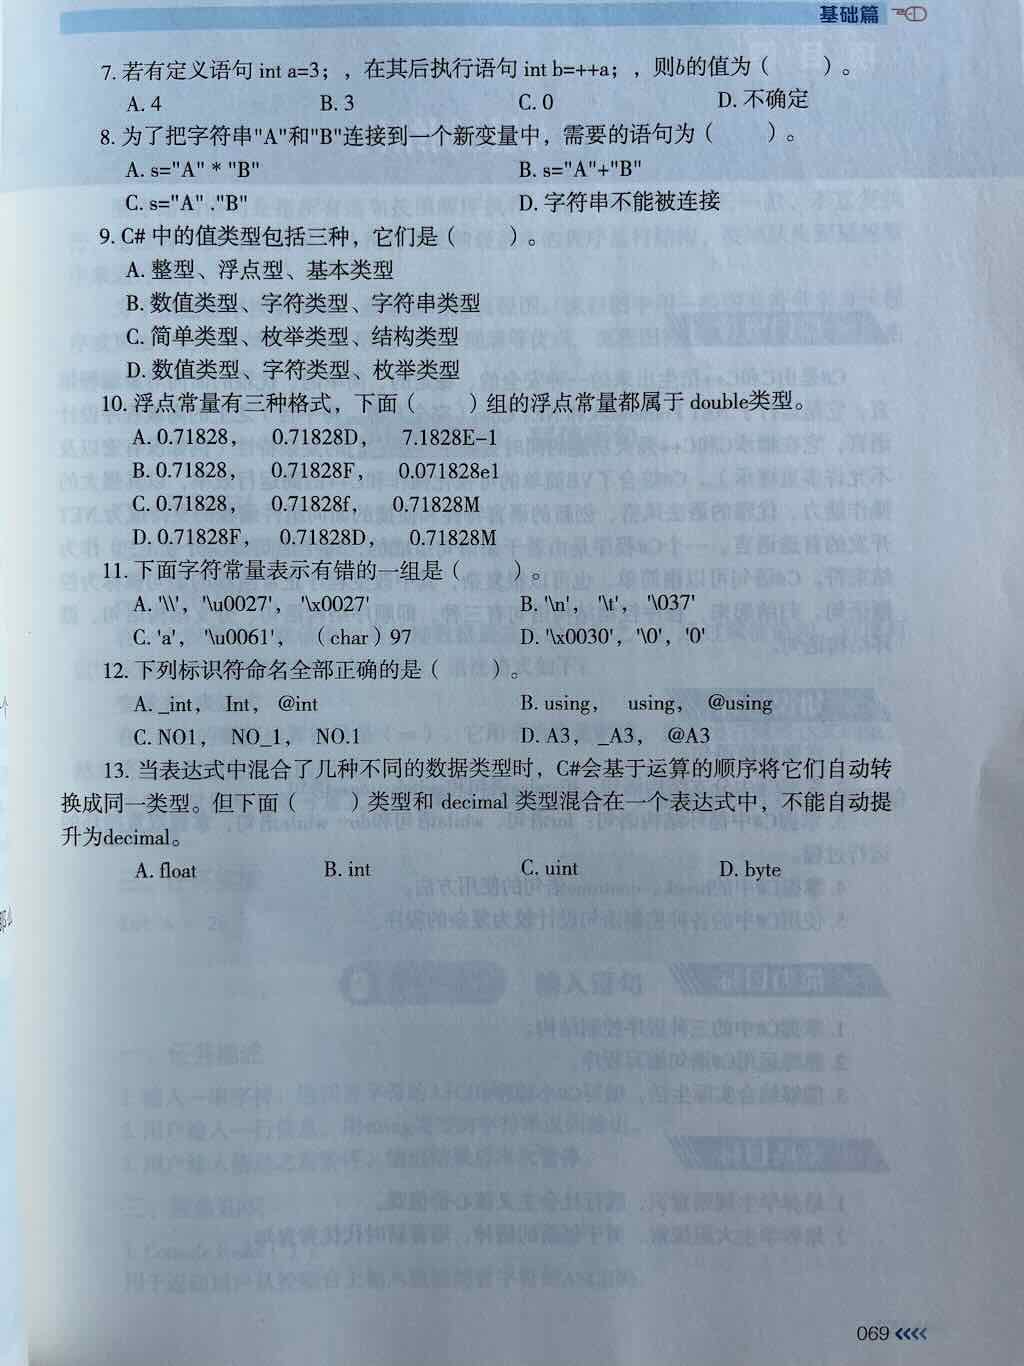 基础篇
7. 若有定义语句 int a=3；，在其后执行语句 int b=++a；，则b的值为（　　）。
A. 4　B. 3　C. 0　D. 不确定
8. 为了把字符串"A"和"B"连接到一个新变量中，需要的语句为（　　）。
A. s="A" * "B"　B. s="A"+"B"
C. s="A" ."B"　D. 字符串不能被连接
9. C# 中的值类型包括三种，它们是（　　）。
A. 整型、浮点型、基本类型
B. 数值类型、字符类型、字符串类型
C. 简单类型、枚举类型、结构类型
D. 数值类型、字符类型、枚举类型
10. 浮点常量有三种格式，下面（　　）组的浮点常量都属于 double类型。
A. 0.71828，　0.71828D，　7.1828E-1
B. 0.71828，　0.71828F，　0.071828e1
C. 0.71828，　0.71828f，　0.71828M
D. 0.71828F，　0.71828D，　0.71828M
11. 下面字符常量表示有错的一组是（　　）。
A. '\\'，'\u0027'，'\x0027'　B. '\n'，'\t'，'\037'
C. 'a'，'\u0061'，（char）97　D. '\x0030'，'\0'，'0'
12. 下列标识符命名全部正确的是（　　）。
A. _int，　Int，　@int　B. using，　using，　@using
C. NO1，　NO_1，　NO.1　D. A3，　_A3，　@A3
13. 当表达式中混合了几种不同的数据类型时，C#会基于运算的顺序将它们自动转
换成同一类型。但下面（　　）类型和 decimal 类型混合在一个表达式中，不能自动提
升为decimal。
A. float　B. int　C. uint　D. byte
069